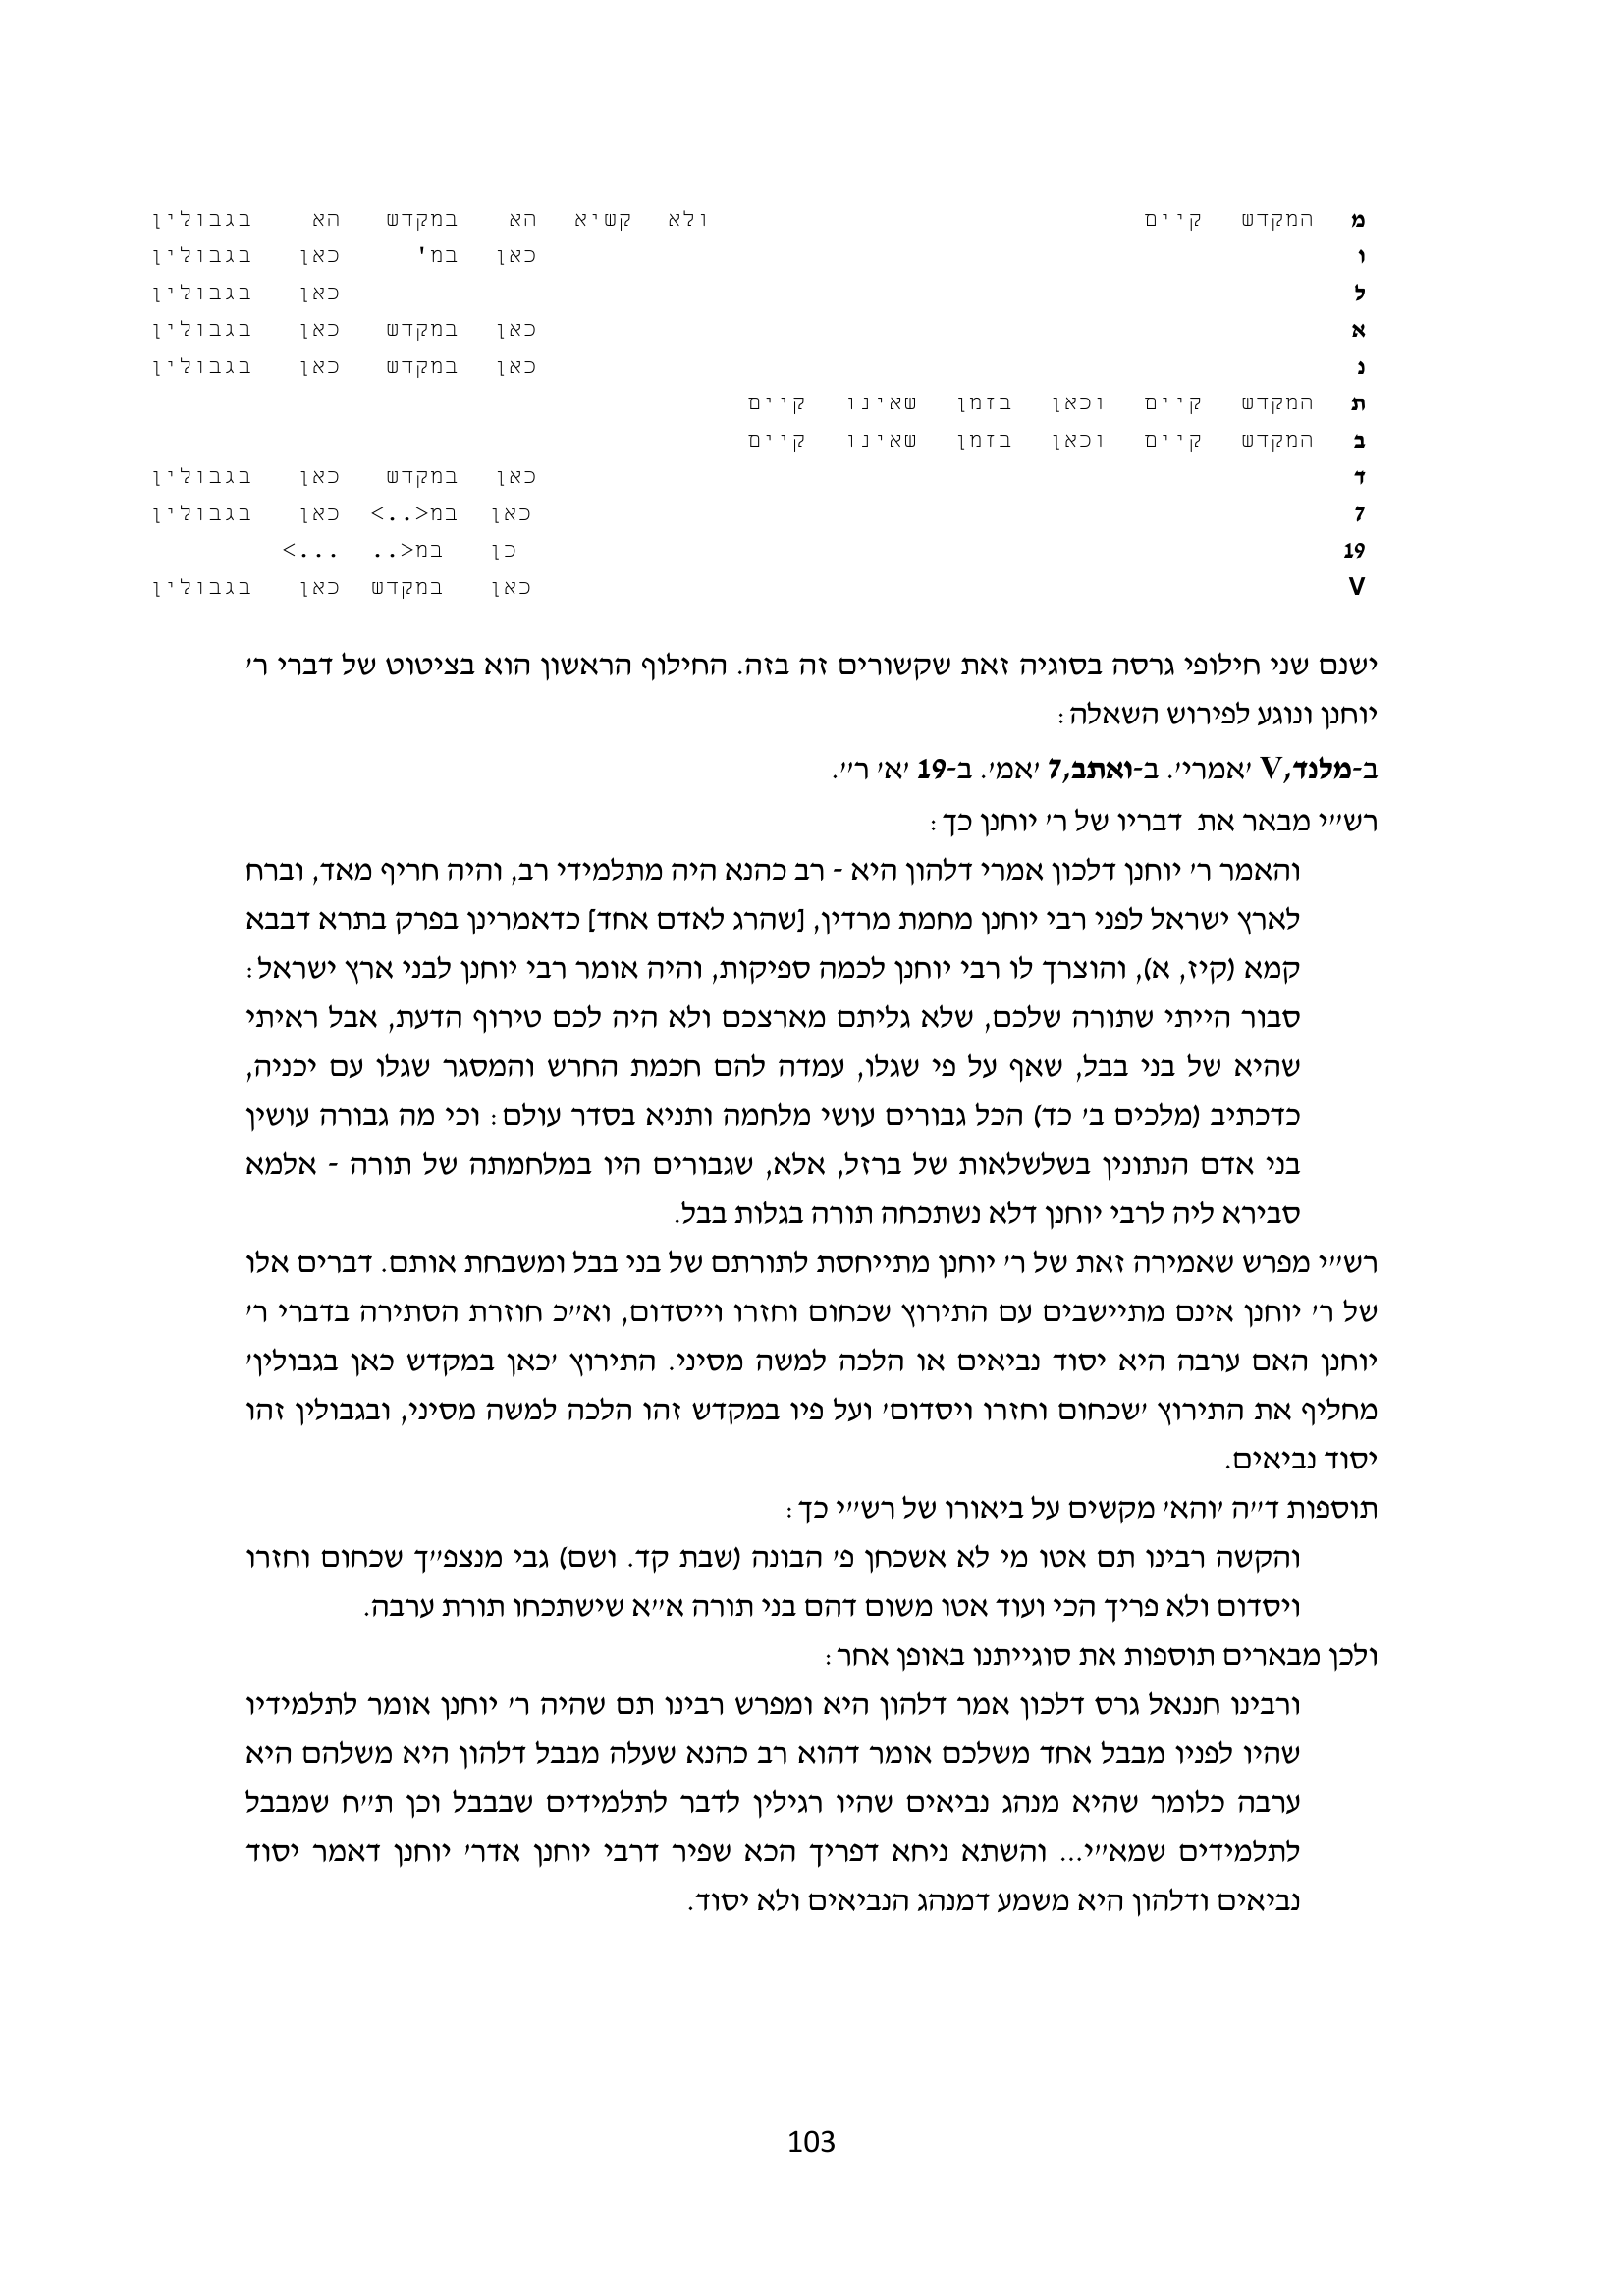 מ המקדש קיים ולא קשיא הא במקדש הא בגבולין
ו כאן במ' כאן בגבולין
ל כאן בגבולין
א כאן במקדש כאן בגבולין
נ כאן במקדש כאן בגבולין
ת המקדש קיים וכאן בזמן שאינו קיים
ב המקדש קיים וכאן בזמן שאינו קיים
ד כאן במקדש כאן בגבולין
7 כאן במ<..> כאן בגבולין
19 כן במ<.. ...>
V כאן במקדש כאן בגבולין
ישנם שני חילופי גרסה בסוגיה זאת שקשורים זה בזה. החילוף הראשון הוא בציטוט של דברי ר'
יוחנן ונוגע לפירוש השאלה:
ב-מלנד,V 'אמרי'. ב-ואתב,7 'אמ'. ב-19 'א' ר''.
רש"י מבאר את דבריו של ר' יוחנן כך:
והאמר ר' יוחנן דלכון אמרי דלהון היא - רב כהנא היה מתלמידי רב, והיה חריף מאד, וברח
לארץ ישראל לפני רבי יוחנן מחמת מרדין, [שהרג לאדם אחד] כדאמרינן בפרק בתרא דבבא
קמא (קיז, א), והוצרך לו רבי יוחנן לכמה ספיקות, והיה אומר רבי יוחנן לבני ארץ ישראל:
סבור הייתי שתורה שלכם, שלא גליתם מארצכם ולא היה לכם טירוף הדעת, אבל ראיתי
שהיא של בני בבל, שאף על פי שגלו, עמדה להם חכמת החרש והמסגר שגלו עם יכניה,
כדכתיב (מלכים ב' כד) הכל גבורים עושי מלחמה ותניא בסדר עולם: וכי מה גבורה עושין
בני אדם הנתונין בשלשלאות של ברזל, אלא, שגבורים היו במלחמתה של תורה - אלמא
סבירא ליה לרבי יוחנן דלא נשתכחה תורה בגלות בבל.
רש"י מפרש שאמירה זאת של ר' יוחנן מתייחסת לתורתם של בני בבל ומשבחת אותם. דברים אלו
של ר' יוחנן אינם מתיישבים עם התירוץ שכחום וחזרו וייסדום, וא"כ חוזרת הסתירה בדברי ר'
יוחנן האם ערבה היא יסוד נביאים או הלכה למשה מסיני. התירוץ 'כאן במקדש כאן בגבולין'
מחליף את התירוץ 'שכחום וחזרו ויסדום' ועל פיו במקדש זהו הלכה למשה מסיני, ובגבולין זהו
יסוד נביאים.
תוספות ד"ה 'והא' מקשים על ביאורו של רש"י כך:
והקשה רבינו תם אטו מי לא אשכחן פ' הבונה (שבת קד. ושם) גבי מנצפ"ך שכחום וחזרו
ויסדום ולא פריך הכי ועוד אטו משום דהם בני תורה א"א שישתכחו תורת ערבה.
ולכן מבארים תוספות את סוגייתנו באופן אחר:
ורבינו חננאל גרס דלכון אמר דלהון היא ומפרש רבינו תם שהיה ר' יוחנן אומר לתלמידיו
שהיו לפניו מבבל אחד משלכם אומר דהוא רב כהנא שעלה מבבל דלהון היא משלהם היא
ערבה כלומר שהיא מנהג נביאים שהיו רגילין לדבר לתלמידים שבבבל וכן ת"ח שמבבל
לתלמידים שמא"י... והשתא ניחא דפריך הכא שפיר דרבי יוחנן אדר' יוחנן דאמר יסוד
נביאים ודלהון היא משמע דמנהג הנביאים ולא יסוד.
103